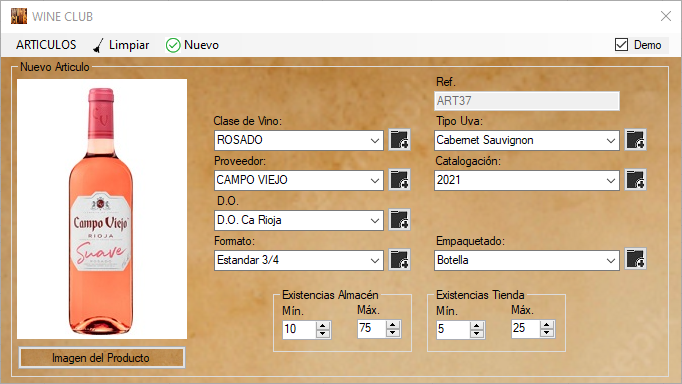 WINE CLUB
ARTICULOS Limpiar Nuevo Demo
Nuevo Articulo
Ref.
ART37
Clase de Vino: Tipo Uva:
ROSADO Cabernet Sauvignon
Proveedor: Catalogación:
CAMPO VIEJO 2021
D.O.
D.O. Ca Rioja
Formato: Empaquetado:
Estandar 3/4 Botella
Campo Viejo
RIOJA
Suave
Existencias Almacén Existencias Tienda
Mín. Máx. Mín. Máx.
10 75 5 25
Imagen del Producto